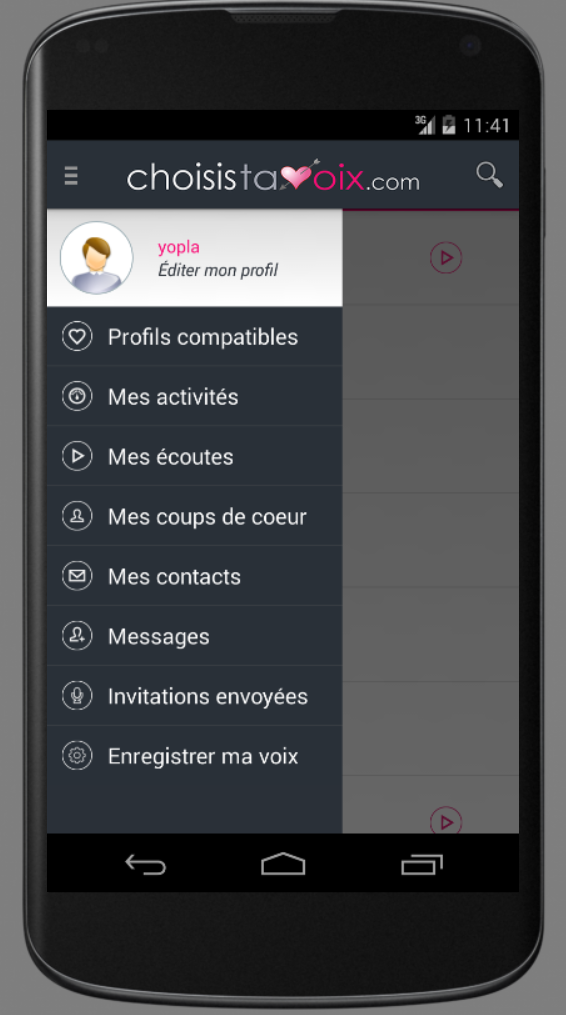 3G 11:41
choisistavoix.com
yopla
Éditer mon profil
Profils compatibles
Mes activités
Mes écoutes
Mes coups de coeur
Mes contacts
Messages
Invitations envoyées
Enregistrer ma voix